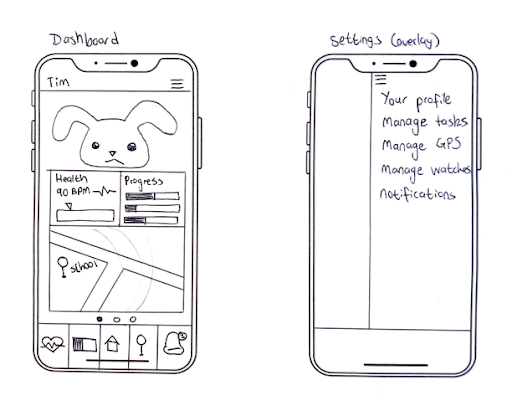 Dashboard
Tim
Health
90 BPM
Progress
school
Settings (overlay)
Your profile
Manage tasks
Manage GPS
Manage watches
notifications